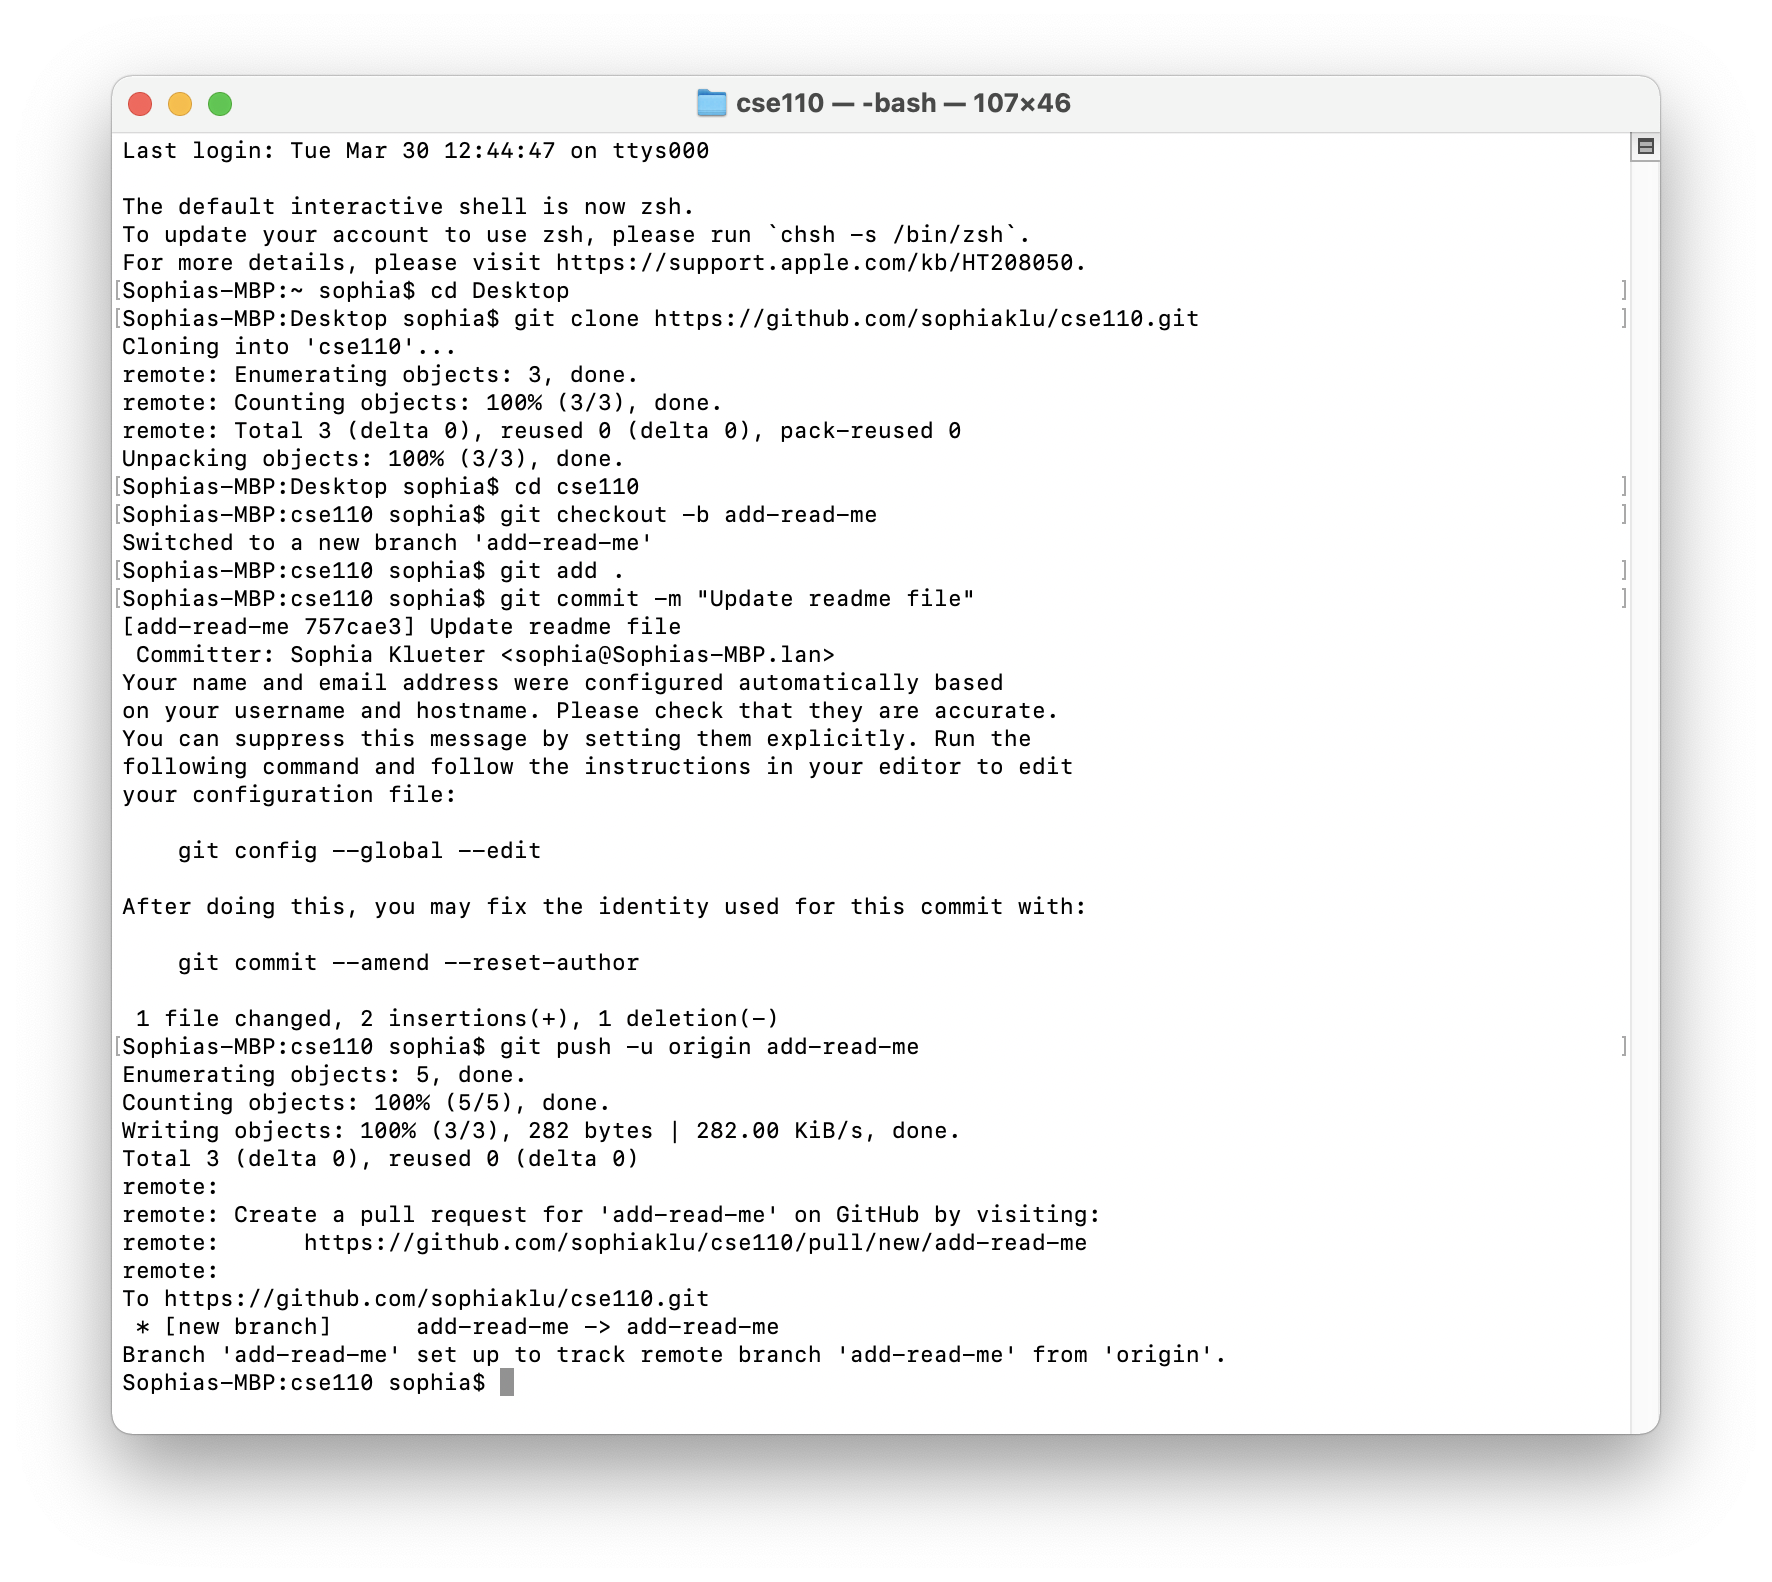 cse110 — -bash — 107×46
Last login: Tue Mar 30 12:44:47 on ttys000

The default interactive shell is now zsh.
To update your account to use zsh, please run `chsh -s /bin/zsh`.
For more details, please visit https://support.apple.com/kb/HT208050.
[Sophias-MBP:~ sophia$ cd Desktop ]
[Sophias-MBP:Desktop sophia$ git clone https://github.com/sophiaklu/cse110.git ]
Cloning into 'cse110'...
remote: Enumerating objects: 3, done.
remote: Counting objects: 100% (3/3), done.
remote: Total 3 (delta 0), reused 0 (delta 0), pack-reused 0
Unpacking objects: 100% (3/3), done.
[Sophias-MBP:Desktop sophia$ cd cse110 ]
[Sophias-MBP:cse110 sophia$ git checkout -b add-read-me ]
Switched to a new branch 'add-read-me'
[Sophias-MBP:cse110 sophia$ git add . ]
[Sophias-MBP:cse110 sophia$ git commit -m "Update readme file" ]
[add-read-me 757cae3] Update readme file
 Committer: Sophia Klueter <sophia@Sophias-MBP.lan>
Your name and email address were configured automatically based
on your username and hostname. Please check that they are accurate.
You can suppress this message by setting them explicitly. Run the
following command and follow the instructions in your editor to edit
your configuration file:

    git config --global --edit

After doing this, you may fix the identity used for this commit with:

    git commit --amend --reset-author

 1 file changed, 2 insertions(+), 1 deletion(-)
[Sophias-MBP:cse110 sophia$ git push -u origin add-read-me ]
Enumerating objects: 5, done.
Counting objects: 100% (5/5), done.
Writing objects: 100% (3/3), 282 bytes | 282.00 KiB/s, done.
Total 3 (delta 0), reused 0 (delta 0)
remote:
remote: Create a pull request for 'add-read-me' on GitHub by visiting:
remote:      https://github.com/sophiaklu/cse110/pull/new/add-read-me
remote:
To https://github.com/sophiaklu/cse110.git
 * [new branch]      add-read-me -> add-read-me
Branch 'add-read-me' set up to track remote branch 'add-read-me' from 'origin'.
Sophias-MBP:cse110 sophia$